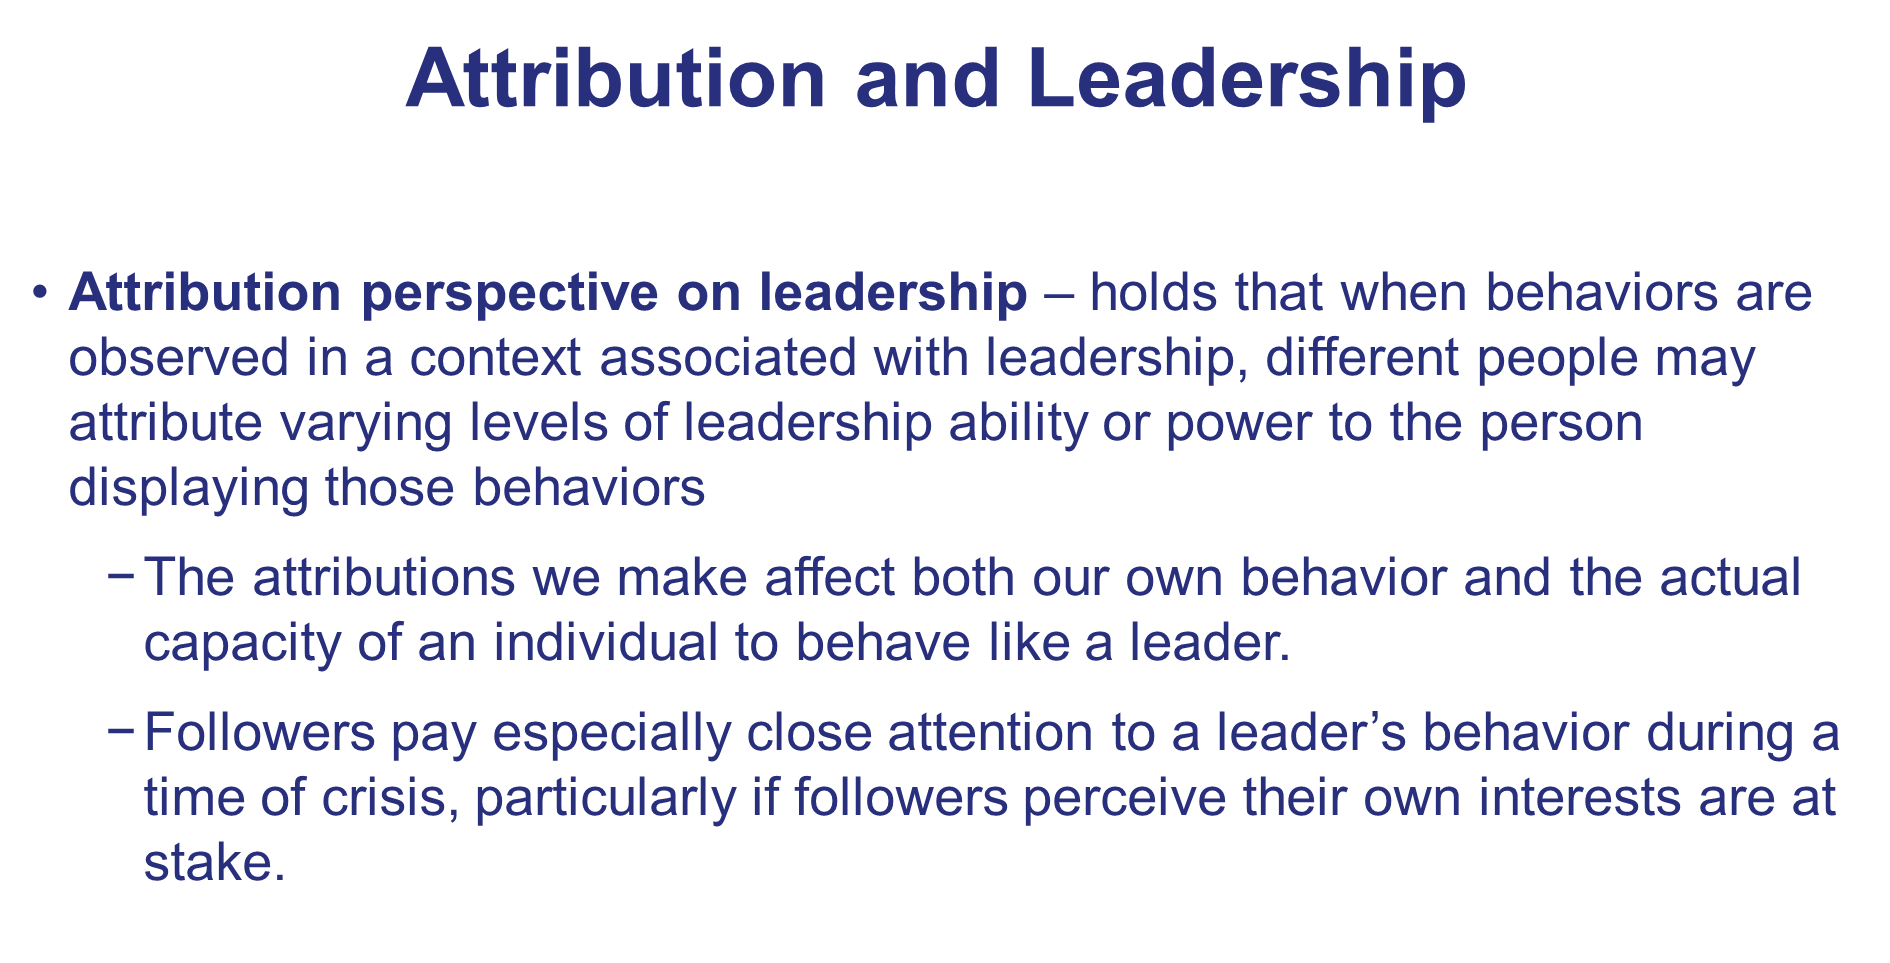 Attribution and Leadership
• Attribution perspective on leadership – holds that when behaviors are
observed in a context associated with leadership, different people may
attribute varying levels of leadership ability or power to the person
displaying those behaviors
− The attributions we make affect both our own behavior and the actual
capacity of an individual to behave like a leader.
− Followers pay especially close attention to a leader’s behavior during a
time of crisis, particularly if followers perceive their own interests are at
stake.